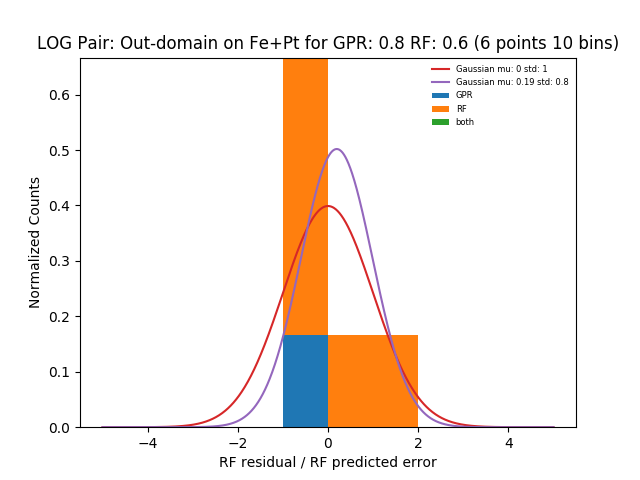 LOG Pair: Out-domain on Fe+Pt for GPR: 0.8 RF: 0.6 (6 points 10 bins)
Gaussian mu: 0 std: 1
Gaussian mu: 0.19 std: 0.8
GPR
RF
both
Normalized Counts
0.6
0.5
0.4
0.3
0.2
0.1
0.0
−4 −2 0 2 4
RF residual / RF predicted error